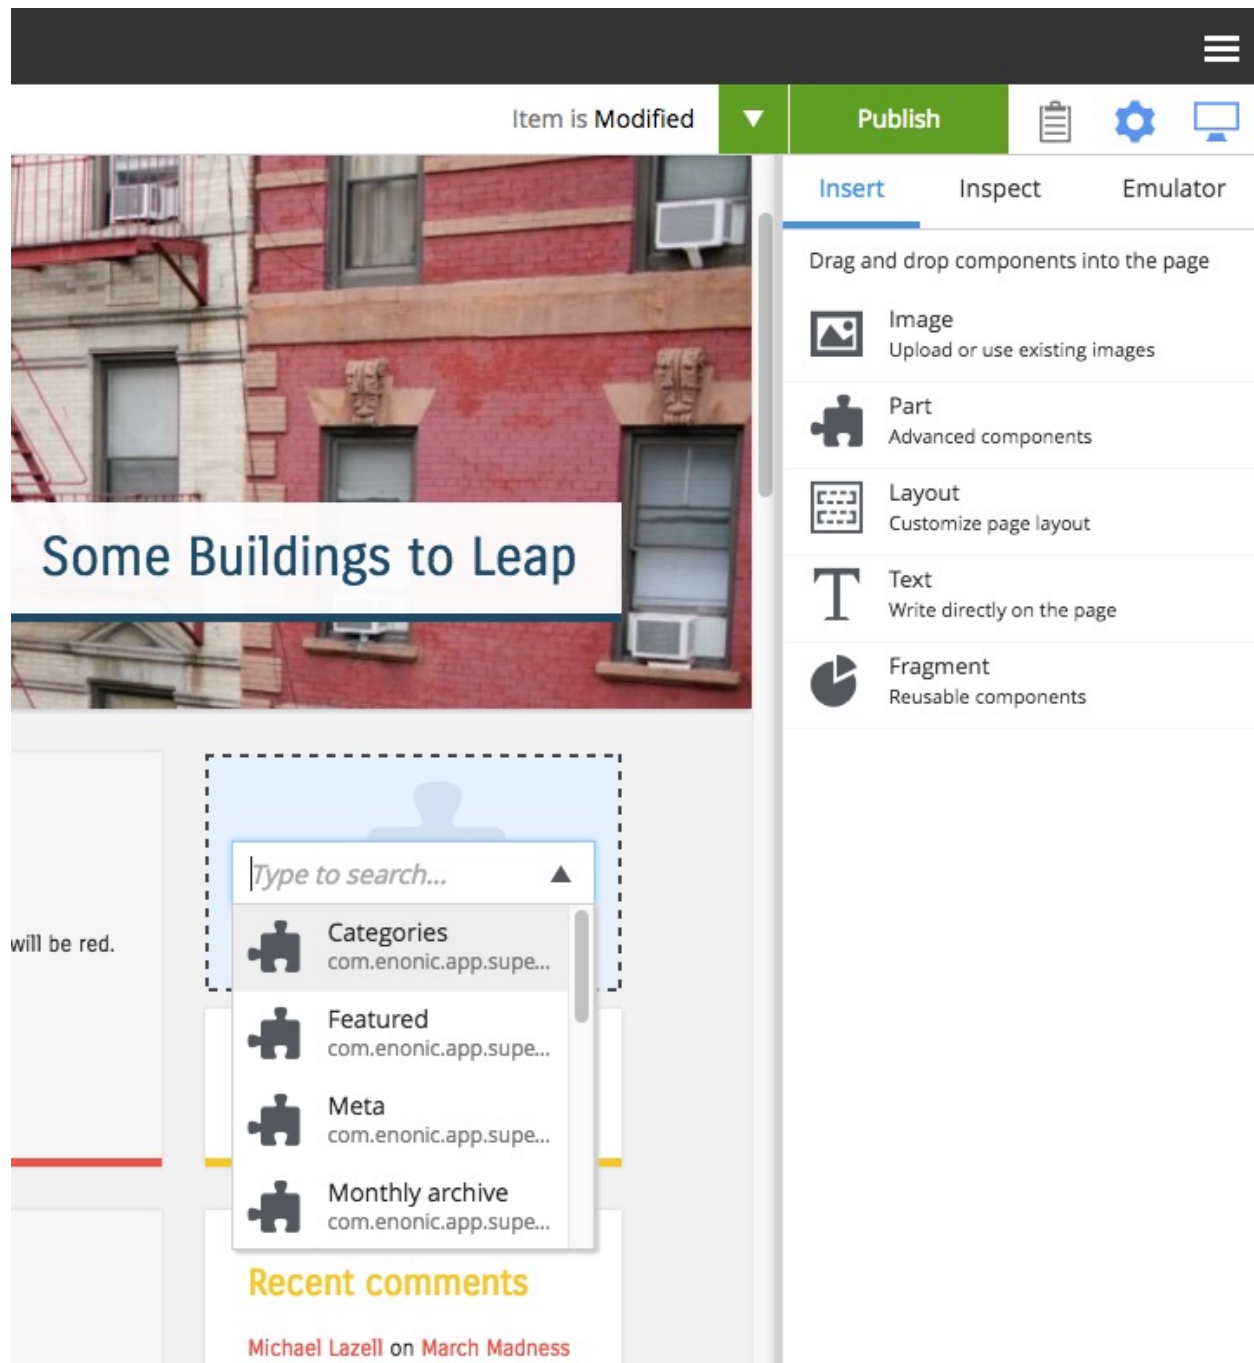 Item is Modified
Publish
Insert Inspect Emulator
Drag and drop components into the page
Image
Upload or use existing images
Part
Advanced components
Layout
Customize page layout
Text
Write directly on the page
Fragment
Reusable components
Some Buildings to Leap
will be red.
Type to search...
Categories
com.enonic.app.supe...
Featured
com.enonic.app.supe...
Meta
com.enonic.app.supe...
Monthly archive
com.enonic.app.supe...
Recent comments
Michael Lazell on March Madness